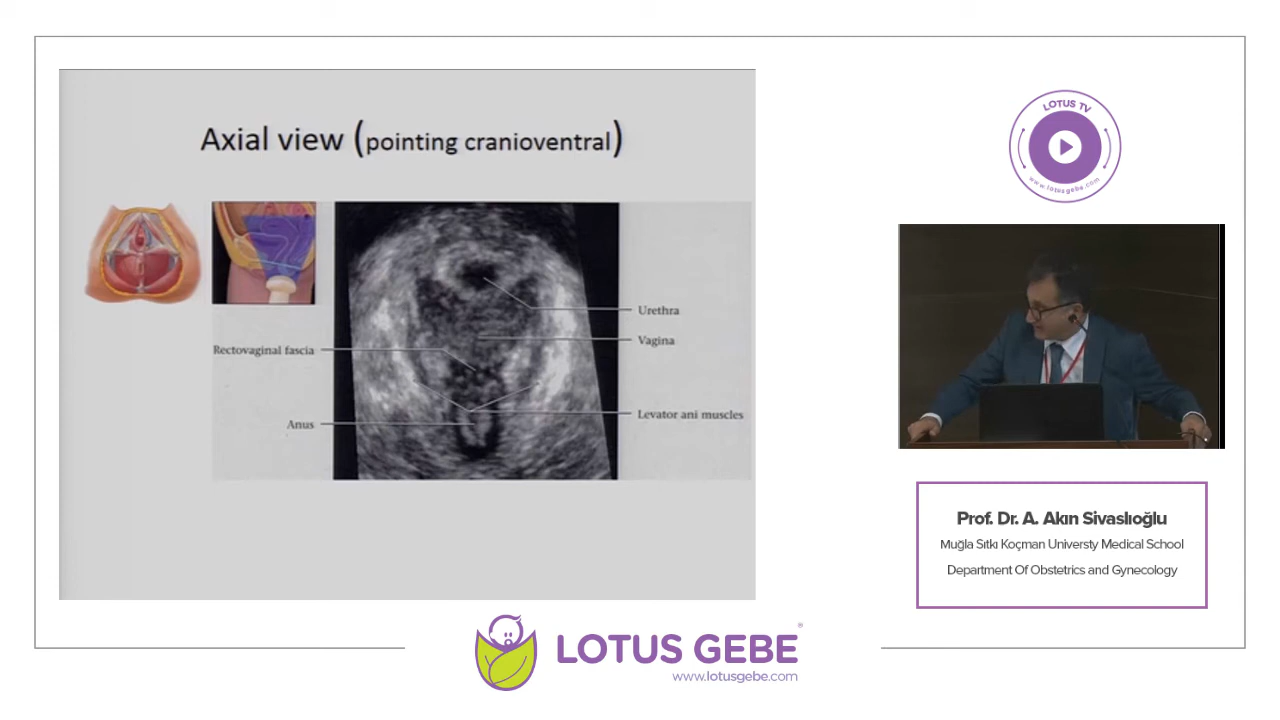 Axial view (pointing cranioventral)
Urethra
Vagina
Rectovaginal fascia
Levator ani muscles
Anus
LOTUS TV
www.lotusgebe.com
Prof. Dr. A. Akın Sivaslıoğlu
Muğla Sıtkı Koçman Universty Medical School
Department Of Obstetrics and Gynecology
LOTUS GEBE®
www.lotusgebe.com